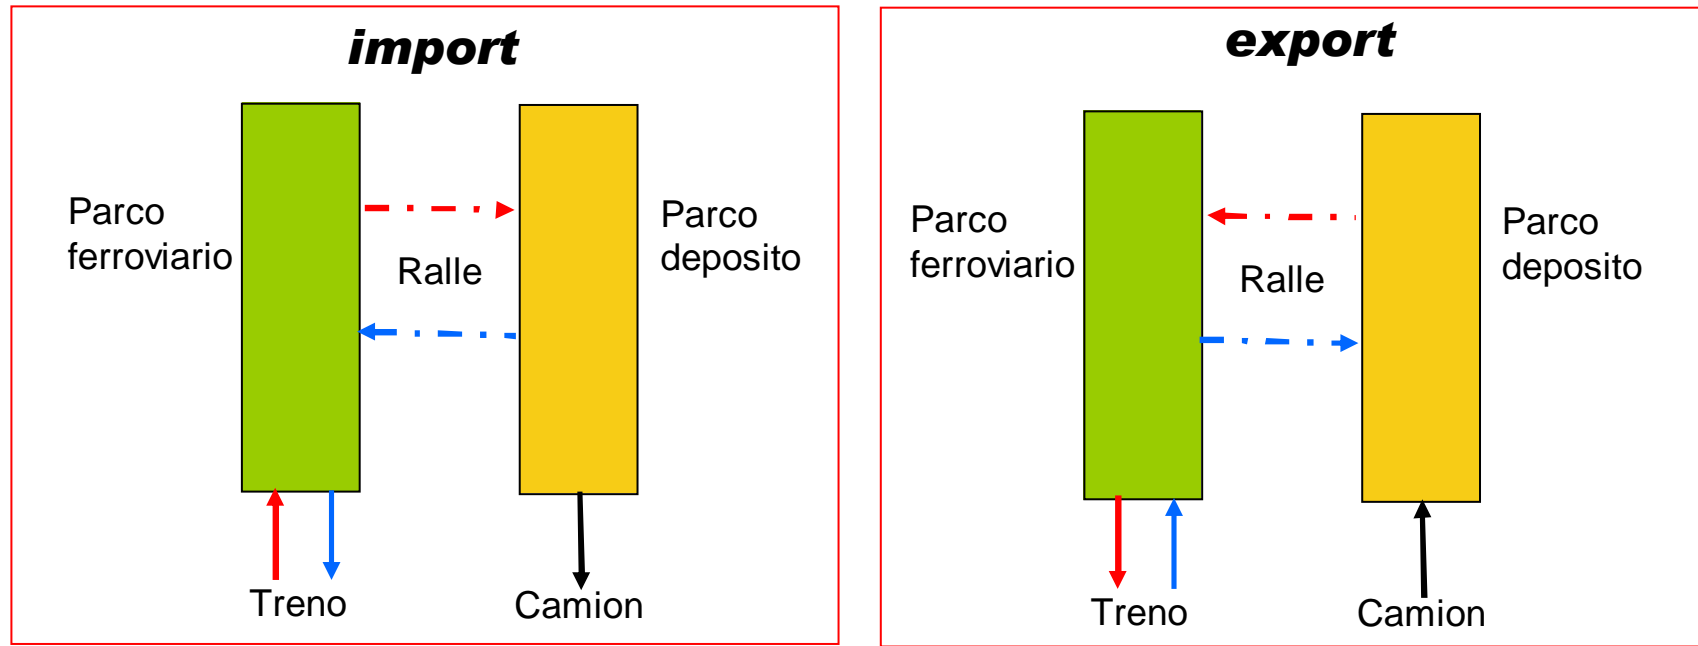 import
Parco
ferroviario
Ralle
Parco
deposito
Treno
Camion
export
Parco
ferroviario
Ralle
Parco
deposito
Treno
Camion